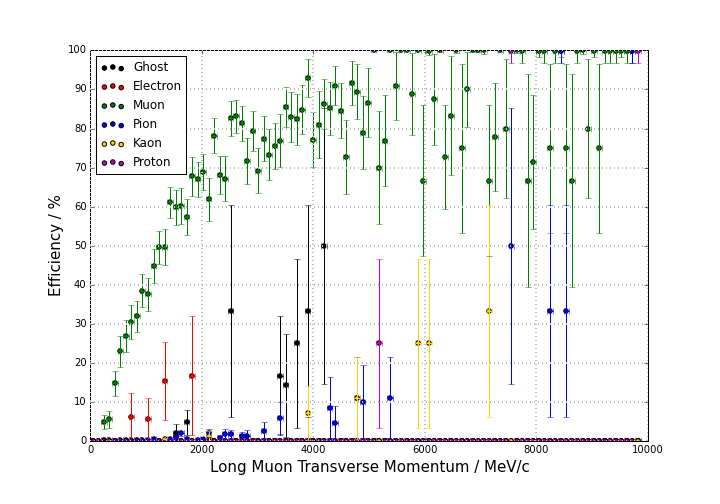 100
90
80
70
60
50
40
30
20
10
0
Efficiency / %
Ghost
Electron
Muon
Pion
Kaon
Proton
0 2000 4000 6000 8000 10000
Long Muon Transverse Momentum / MeV/c